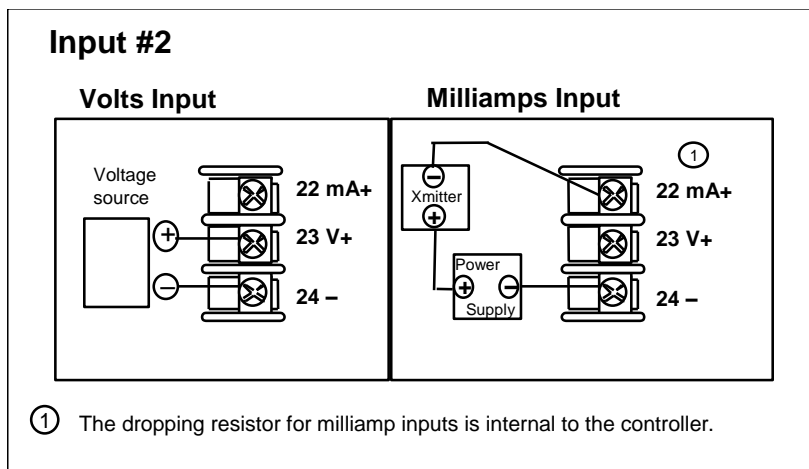 Input #2
Volts Input
Voltage
source
+
−
22 mA+
23 V+
24 –
Milliamps Input
−
Xmitter
+
Power
+ −
Supply
1
22 mA+
23 V+
24 –
1 The dropping resistor for milliamp inputs is internal to the controller.